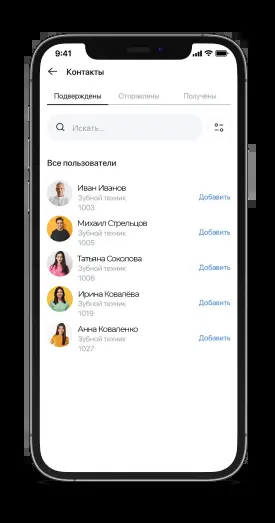 9:41
Контакты
Подверждены Отправлены Получены
Искать...
Все пользователи
Иван Иванов
Зубной техник
1003
Добавить
Михаил Стрельцов
Зубной техник
1005
Добавить
Татьяна Соколова
Зубной техник
1006
Добавить
Ирина Ковалёва
Зубной техник
1019
Добавить
Анна Коваленко
Зубной техник
1027
Добавить